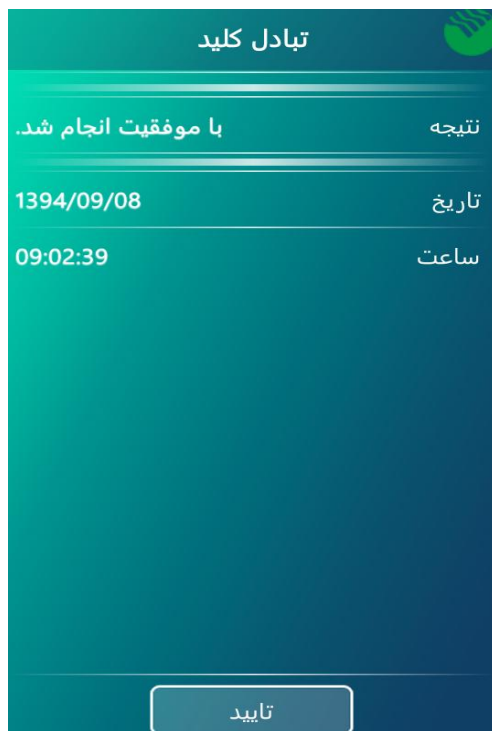 تبادل کلید
نتیجه با موفقیت انجام شد.
تاریخ 1394/09/08
ساعت 09:02:39
تایید